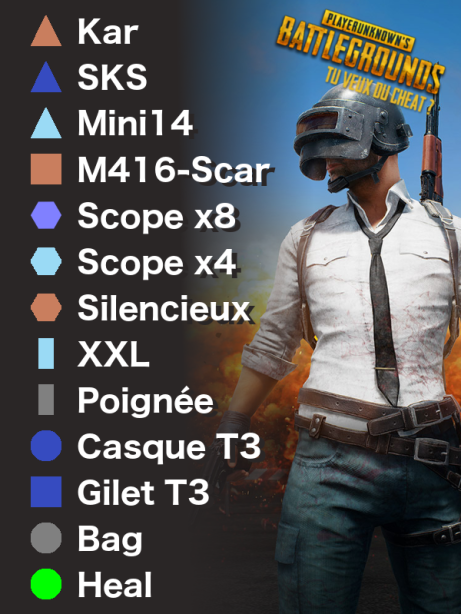 Kar
SKS
Mini14
M416-Scar
Scope x8
Scope x4
Silencieux
XXL
Poignée
Casque T3
Gilet T3
Bag
Heal
PLAYERUNKNOWN'S
BATTLEGROUNDS
TU VEUX DU CHEAT ?